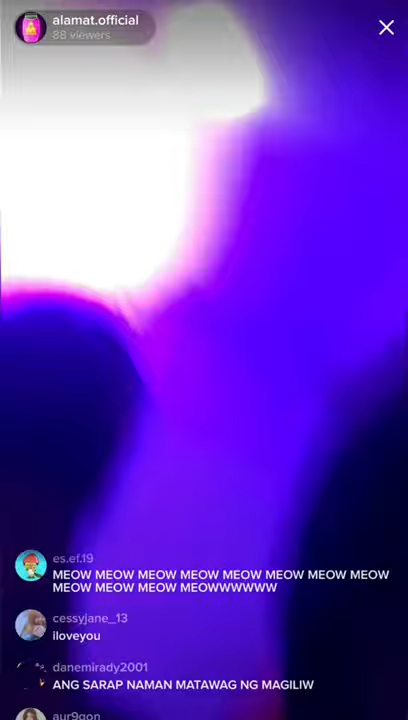 alamat.official
88 viewers
es.ef.19
MEOW MEOW MEOW MEOW MEOW MEOW MEOW MEOW
MEOW MEOW MEOW MEOWWWWWW
cessyjane_13
iloveyou
danemirady2001
ANG SARAP NAMAN MATAWAG NG MAGILIW